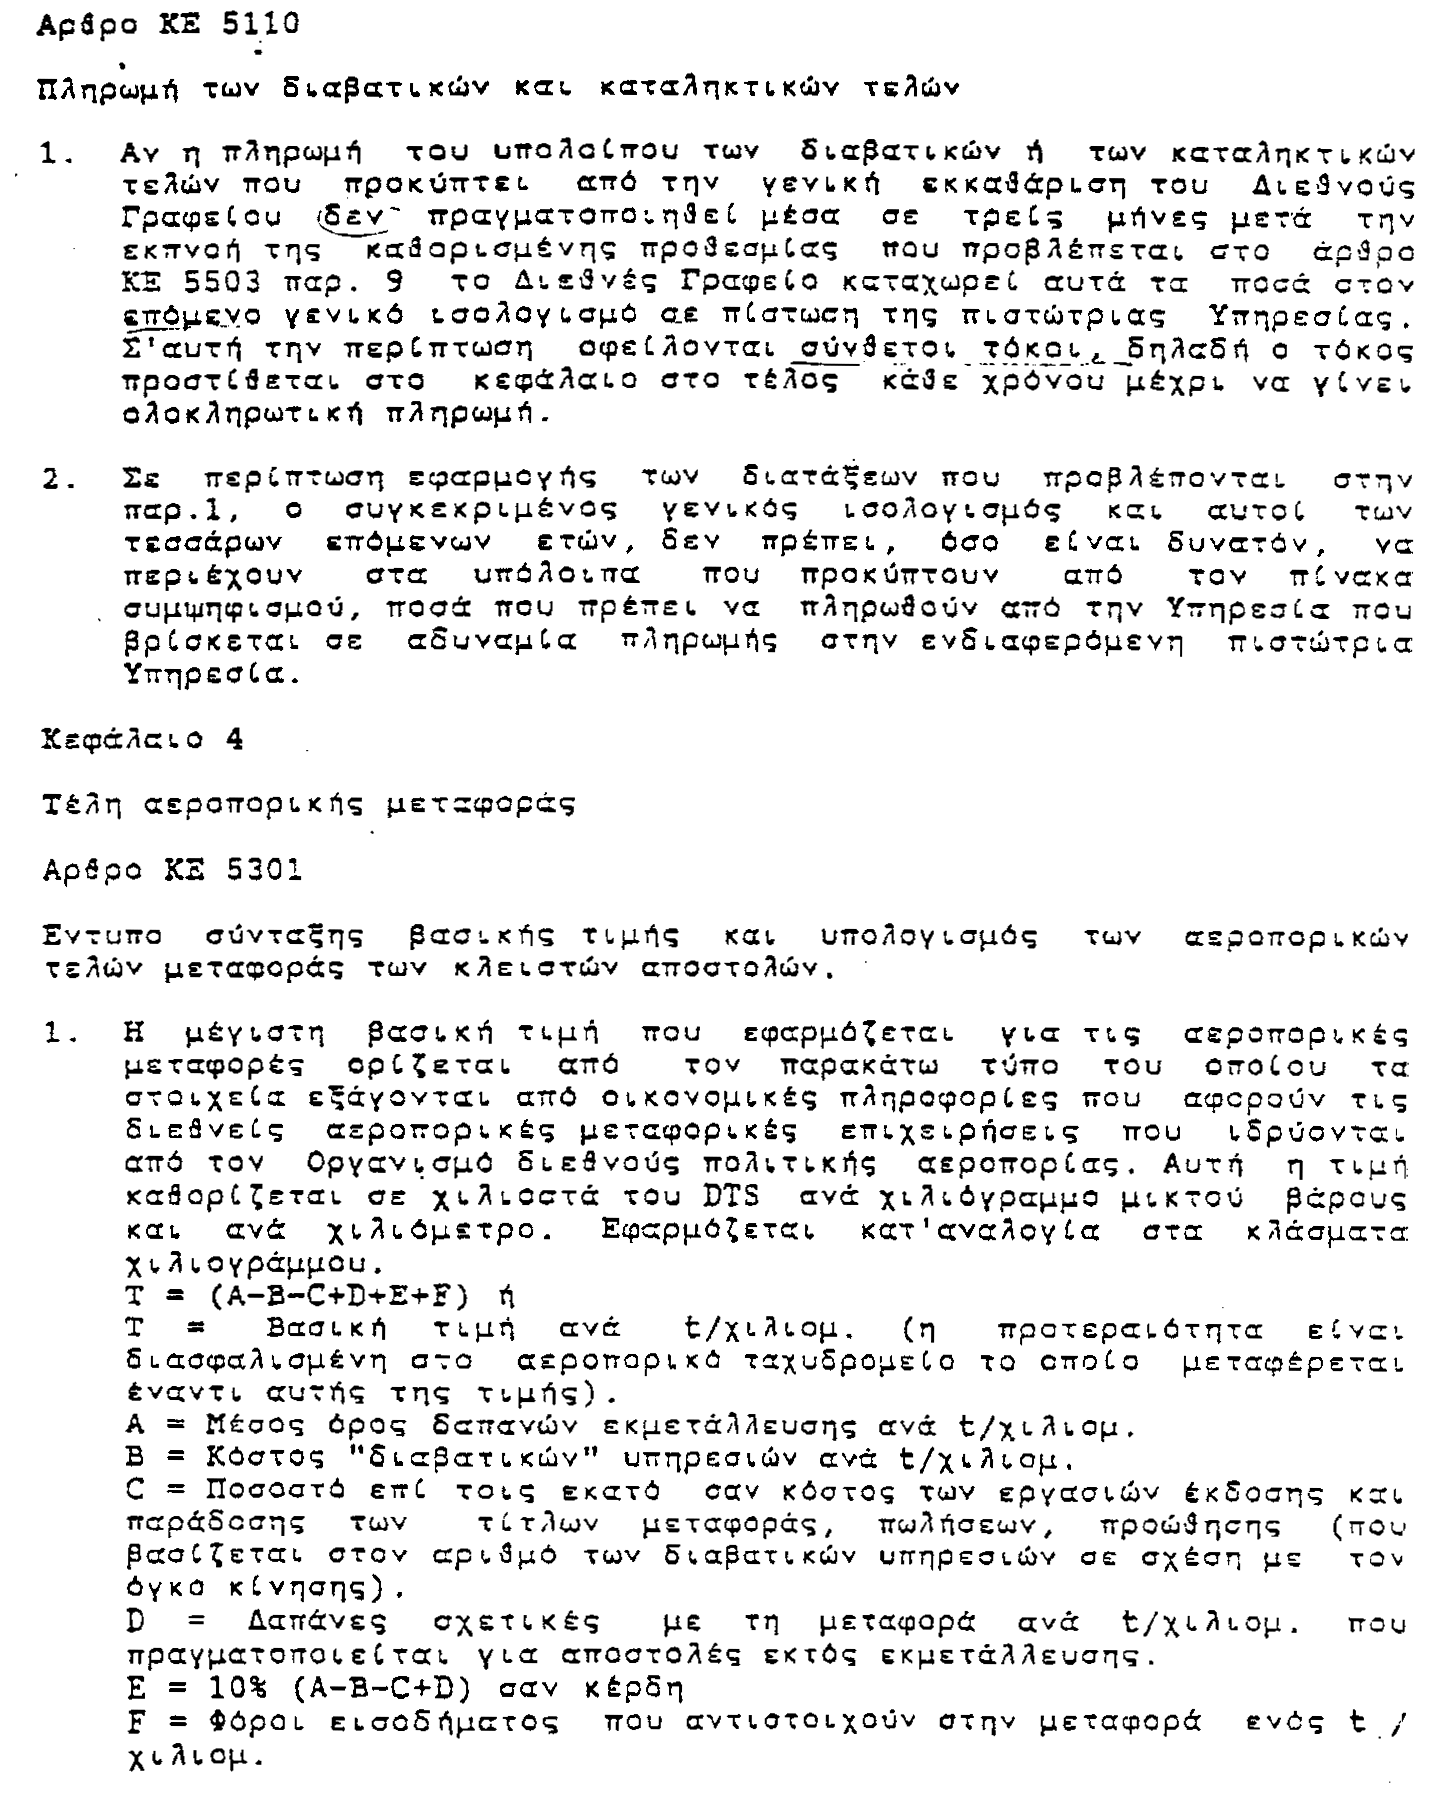 Αρθρο ΚΕ 5110
Πληρωμή των διαβατικών και καταληκτικών τελών
1. Αν η πληρωμή του υπολοίπου των διαβατικών ή των καταληκτικών
τελών που προκύπτει από την γενική εκκαθάριση του Διεθνούς
Γραφείου δεν πραγματοποιηθεί μέσα σε τρείς μήνες μετά την
εκπνοή της καθορισμένης προθεσμίας που προβλέπεται στο άρθρο
ΚΕ 5503 παρ. 9 το Διεθνές Γραφείο καταχωρεί αυτά τα ποσά στον
επόμενο γενικό ισολογισμό σε πίστωση της πιστώτριας Υπηρεσίας.
Σ'αυτή την περίπτωση οφείλονται σύνθετοι τόκοι, δηλαδή ο τόκος
προστίθεται στο κεφάλαιο στο τέλος κάθε χρόνου μέχρι να γίνει
ολοκληρωτική πληρωμή.
2. Σε περίπτωση εφαρμογής των διατάξεων που προβλέπονται στην
παρ.1, ο συγκεκριμένος γενικός ισολογισμός και αυτοί των
τεσσάρων επόμενων ετών, δεν πρέπει, όσο είναι δυνατόν, να
περιέχουν στα υπόλοιπα που προκύπτουν από τον πίνακα
συμψηφισμού, ποσά που πρέπει να πληρωθούν από την Υπηρεσία που
βρίσκεται σε αδυναμία πληρωμής στην ενδιαφερόμενη πιστώτρια
Υπηρεσία.
Κεφάλαιο 4
Τέλη αεροπορικής μεταφοράς
Αρθρο ΚΕ 5301
Εντυπο σύνταξης βασικής τιμής και υπολογισμός των αεροπορικών
τελών μεταφοράς των κλειστών αποστολών.
1. Η μέγιστη βασική τιμή που εφαρμόζεται για τις αεροπορικές
μεταφορές ορίζεται από τον παρακάτω τύπο του οποίου τα
στοιχεία εξάγονται από οικονομικές πληροφορίες που αφορούν τις
διεθνείς αεροπορικές μεταφορικές επιχειρήσεις που ιδρύονται
από τον Οργανισμό διεθνούς πολιτικής αεροπορίας. Αυτή η τιμή
καθορίζεται σε χιλιοστά του DTS ανά χιλιόγραμμο μικτού βάρους
και ανά χιλιόμετρο. Εφαρμόζεται κατ'αναλογία στα κλάσματα
χιλιογράμμου.
T = (A-B-C+D+E+F) ή
T = Βασική τιμή ανά t/χιλιομ. (η προτεραιότητα είναι
διασφαλισμένη στο αεροπορικό ταχυδρομείο το οποίο μεταφέρεται
έναντι αυτής της τιμής).
A = Μέσος όρος δαπανών εκμετάλλευσης ανά t/χιλιομ.
B = Κόστος "διαβατικών" υπηρεσιών ανά t/χιλιομ.
C = Ποσοστό επί τοις εκατό σαν κόστος των εργασιών έκδοσης και
παράδοσης των τίτλων μεταφοράς, πωλήσεων, προώθησης (που
βασίζεται στον αριθμό των διαβατικών υπηρεσιών σε σχέση με τον
όγκο κίνησης).
D = Δαπάνες σχετικές με τη μεταφορά ανά t/χιλιομ. που
πραγματοποιείται για αποστολές εκτός εκμετάλλευσης.
E = 10% (A-B-C+D) σαν κέρδη
F = Φόροι εισοδήματος που αντιστοιχούν στην μεταφορά ενός t /
χιλιομ.